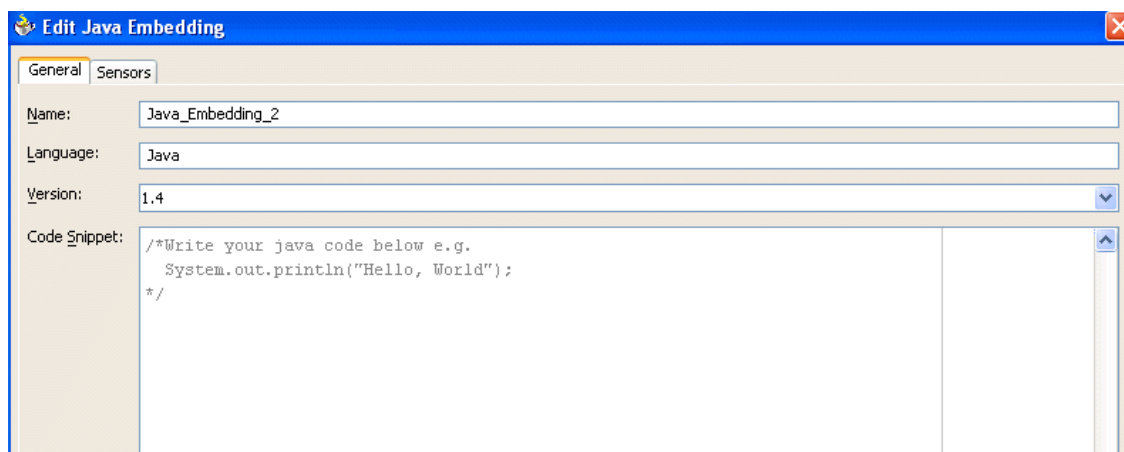 Edit Java Embedding
General Sensors
Name: Java_Embedding_2
Language: Java
Version: 1.4
Code Snippet: /*Write your java code below e.g.
System.out.println("Hello, World");
*/